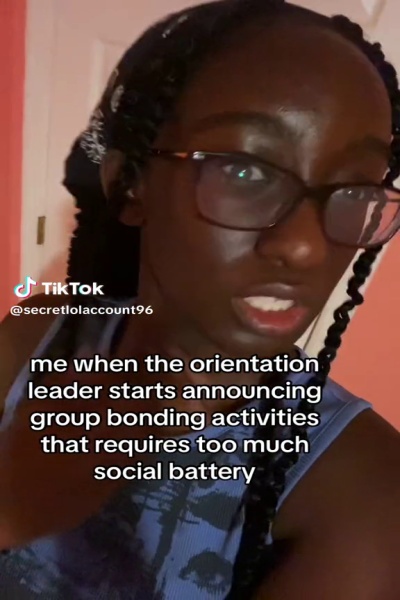 TikTok
@secretlolaccount96
me when the orientation
leader starts announcing
group bonding activities
that requires too much
social battery